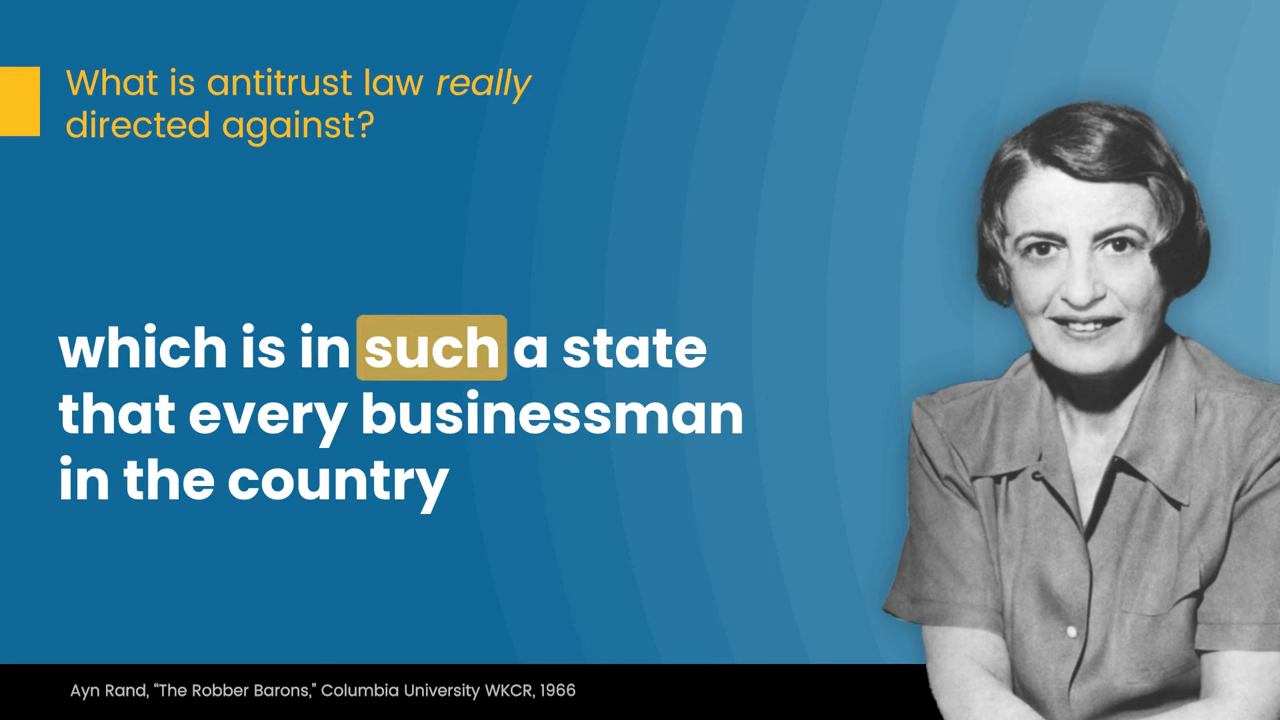 What is antitrust law really
directed against?
which is in such a state
that every businessman
in the country
Ayn Rand, “The Robber Barons,” Columbia University WKCR, 1966